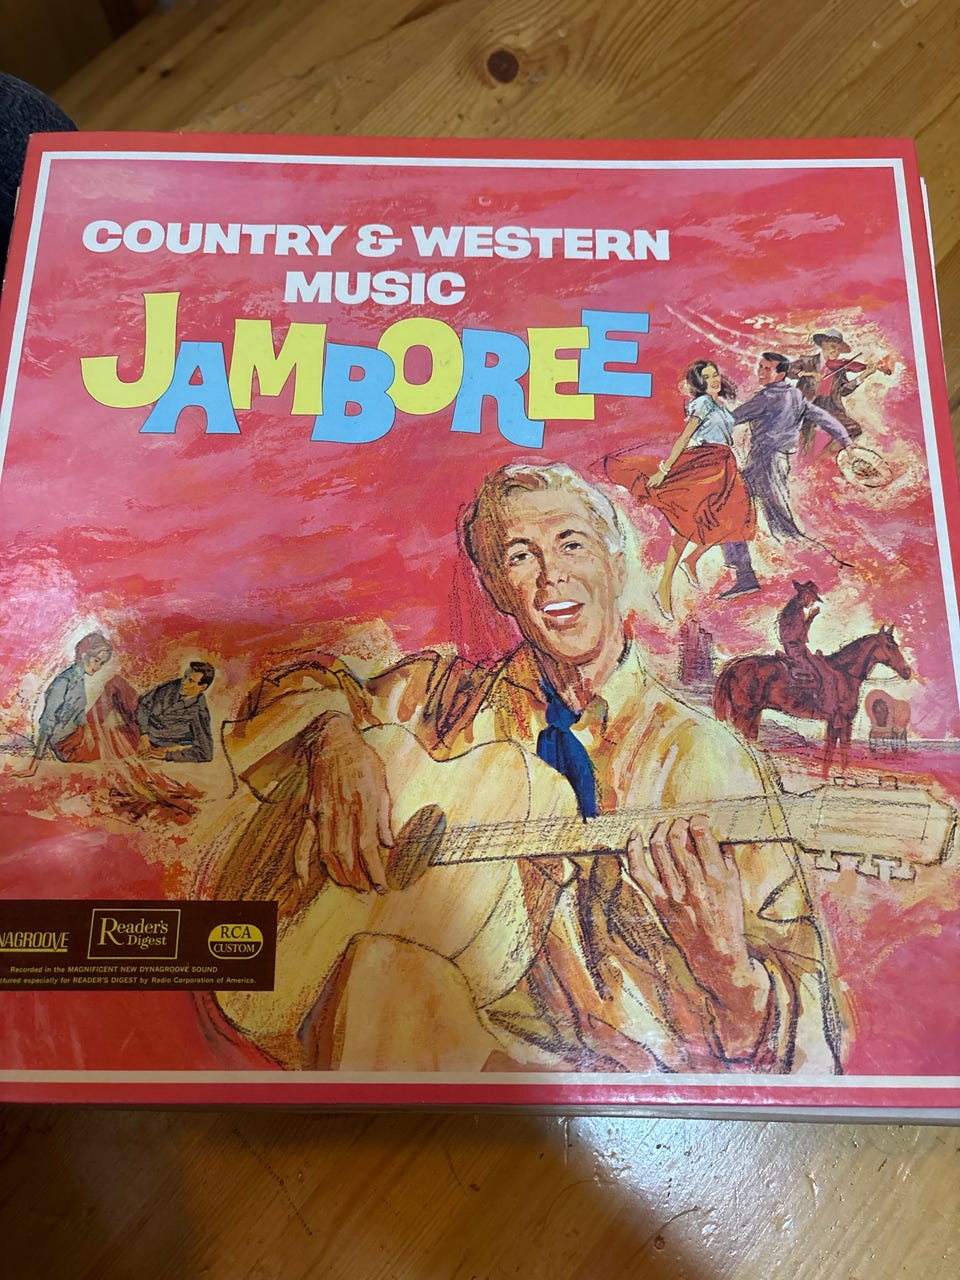 COUNTRY & WESTERN
MUSIC
JAMBOREE
NAGROOVE
Reader's
Digest
RCA
CUSTOM
Recorded in the MAGNIFICENT NEW DYNAGROOVE SOUND
ctured especially for READER'S DIGEST by Radio Corporation of America.